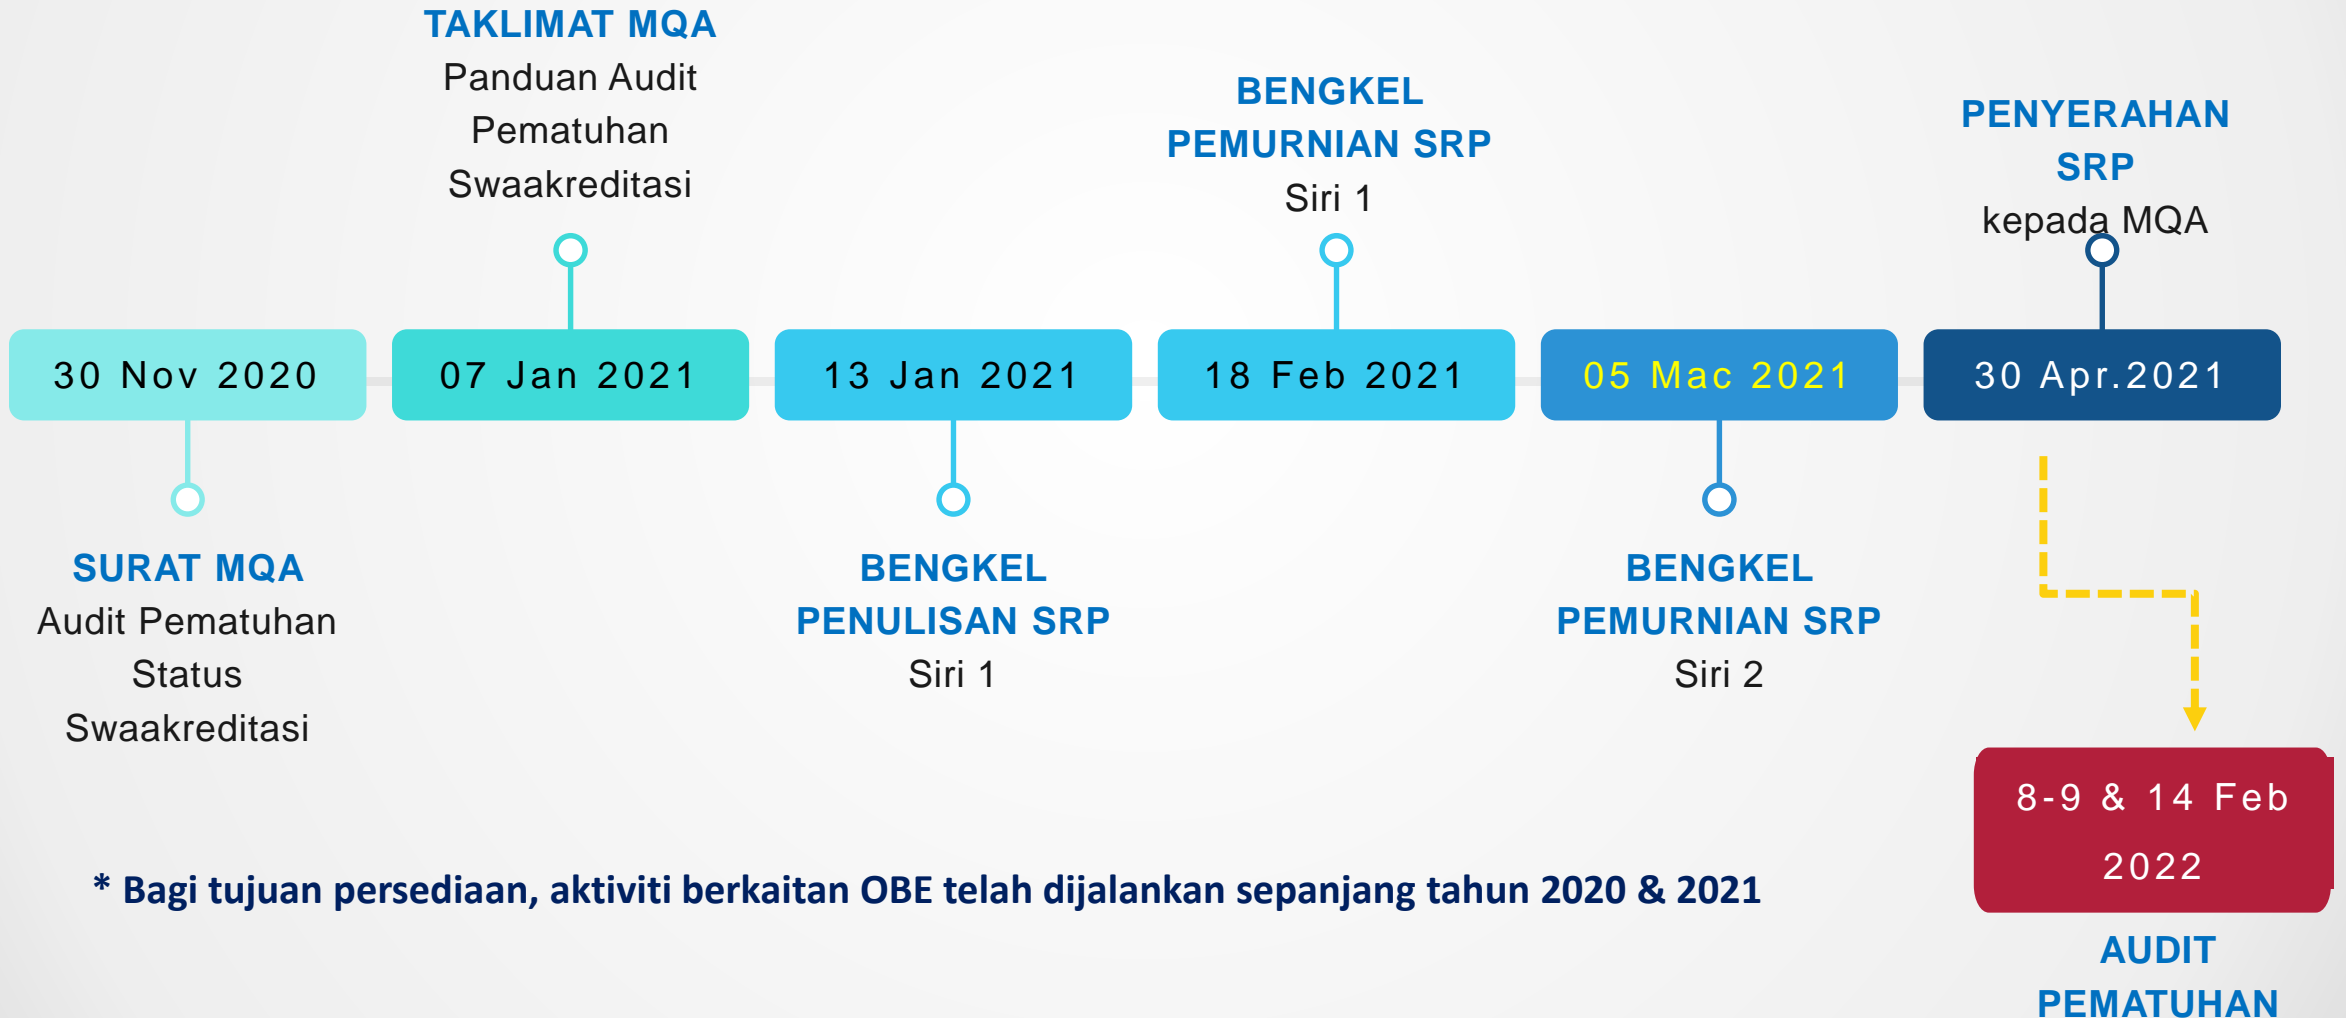 TAKLIMAT MQA
Panduan Audit
Pematuhan
Swaakreditasi
BENGKEL
PEMURNIAN SRP
Siri 1
PENYERAHAN
SRP
kepada MQA
30 Nov 2020
07 Jan 2021
13 Jan 2021
18 Feb 2021
05 Mac 2021
30 Apr.2021
SURAT MQA
Audit Pematuhan
Status
Swaakreditasi
BENGKEL
PENULISAN SRP
Siri 1
BENGKEL
PEMURNIAN SRP
Siri 2
8-9 & 14 Feb
2022
AUDIT
PEMATUHAN
* Bagi tujuan persediaan, aktiviti berkaitan OBE telah dijalankan sepanjang tahun 2020 & 2021